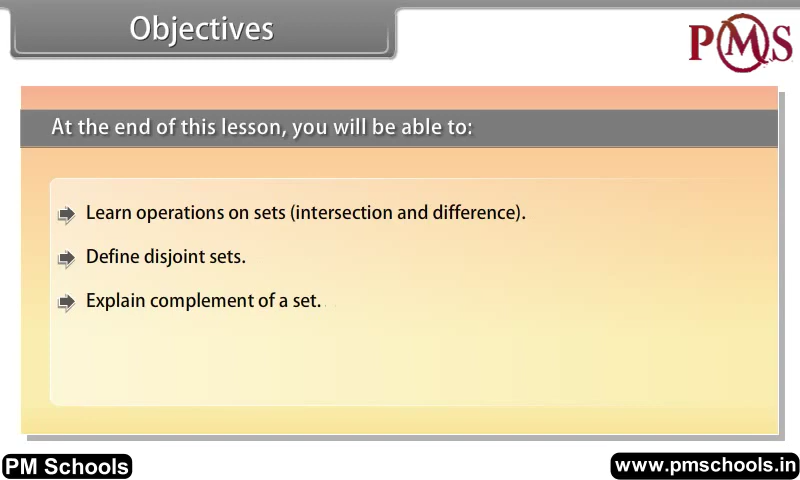 Objectives
PMS
At the end of this lesson, you will be able to:
Learn operations on sets (intersection and difference).
Define disjoint sets.
Explain complement of a set.
PM Schools
www.pmschools.in